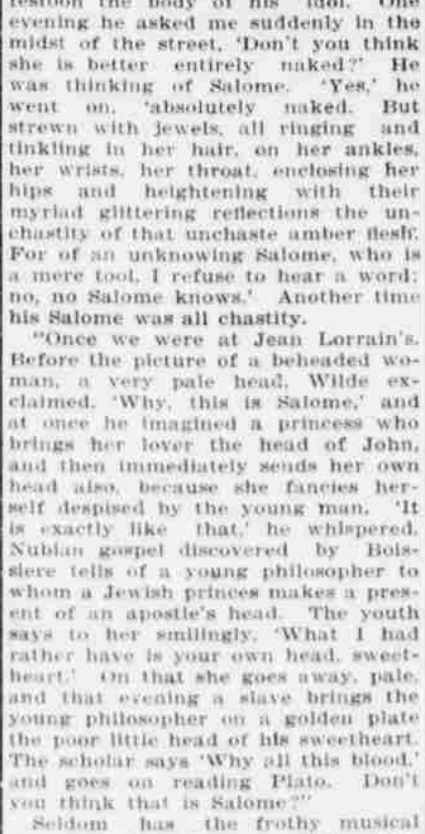 festoon the body of his idol. One
evening he asked me suddenly in the
midst of the street, 'Don't you think
she is better entirely naked?' He
was thinking of Salome. 'Yes,' he
went on, 'absolutely naked. But
strewn with jewels, all ringing and
tinkling in her hair, on her ankles,
her wrists, her throat, enclosing her
hips and heightening with their
myriad glittering reflections the un-
chastity of that unchaste amber flesh.
For of an unknowing Salome, who is
a mere tool, I refuse to hear a word;
no, no Salome knows.' Another time
his Salome was all chastity.
"Once we were at Jean Lorrain's.
Before the picture of a beheaded wo-
man, a very pale head, Wilde ex-
claimed, 'Why, this is Salome,' and
at once he imagined a princess who
brings her lover the head of John,
and then immediately sends her own
head also, because she fancies her-
self despised by the young man. 'It
is exactly like that,' he whispered.
Nubian gospel discovered by Bois-
siere tells of a young philosopher to
whom a Jewish princes makes a pres-
ent of an apostle's head. The youth
says to her smilingly, 'What I had
rather have is your own head, sweet-
heart.' On that she goes away, pale,
and that evening a slave brings the
young philosopher on a golden plate
the poor little head of his sweetheart.
The scholar says 'Why all this blood,'
and goes on reading Plato. Don't
you think that is Salome?"
Seldom has the frothy musical